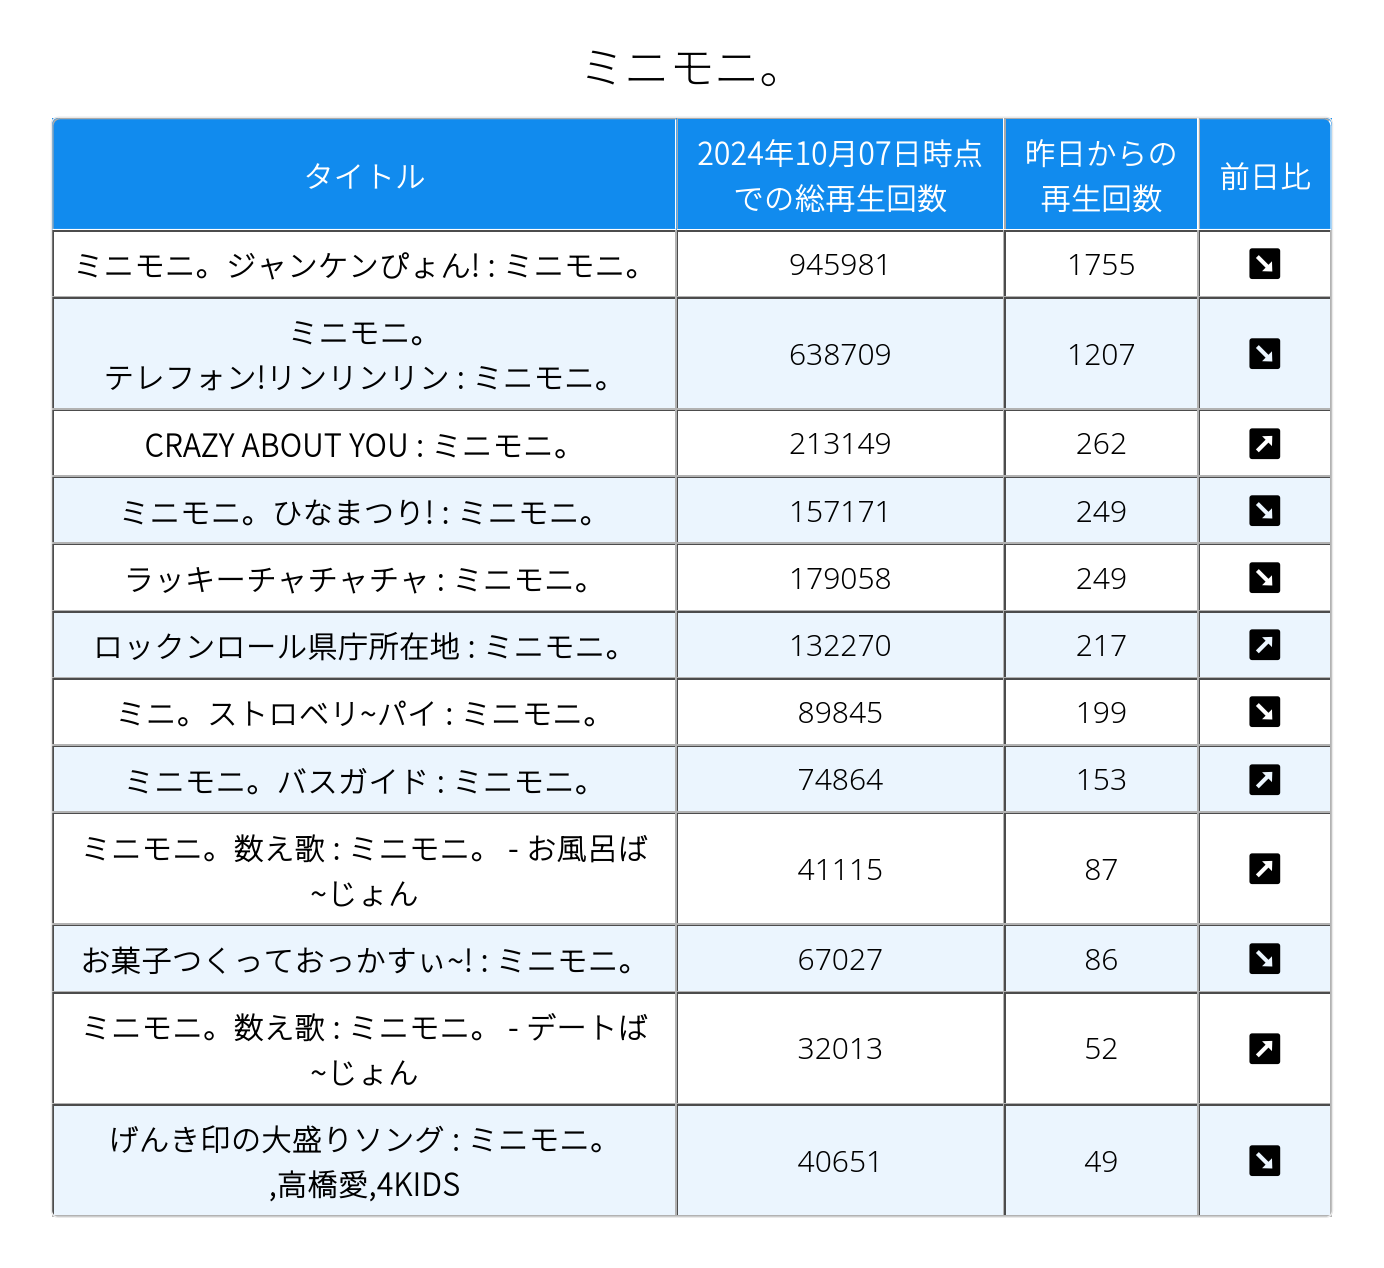 ミニモニ。
タイトル
2024年10月07日時点
での総再生回数
昨日からの
再生回数
前日比
ミニモニ。ジャンケンぴょん! : ミニモニ。
945981
1755
ミニモニ。
テレフォン!リンリンリン : ミニモニ。
638709
1207
CRAZY ABOUT YOU : ミニモニ。
213149
262
ミニモニ。ひなまつり! : ミニモニ。
157171
249
ラッキーチャチャチャ : ミニモニ。
179058
249
ロックンロール県庁所在地 : ミニモニ。
132270
217
ミニ。ストロベリ~パイ : ミニモニ。
89845
199
ミニモニ。バスガイド : ミニモニ。
74864
153
ミニモニ。数え歌 : ミニモニ。 - お風呂ば
~じょん
41115
87
お菓子つくっておっかすぃ~! : ミニモニ。
67027
86
ミニモニ。数え歌 : ミニモニ。 - デートば
~じょん
32013
52
げんき印の大盛りソング : ミニモニ。
,高橋愛,4KIDS
40651
49